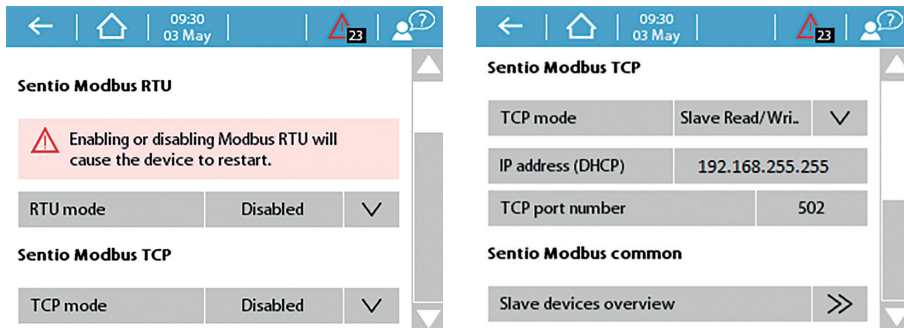 09:30
03 May
23
?
Sentio Modbus RTU
Enabling or disabling Modbus RTU will
cause the device to restart.
RTU mode Disabled
Sentio Modbus TCP
TCP mode Disabled
09:30
03 May
23
?
Sentio Modbus TCP
TCP mode Slave Read/Wri..
IP address (DHCP) 192.168.255.255
TCP port number 502
Sentio Modbus common
Slave devices overview